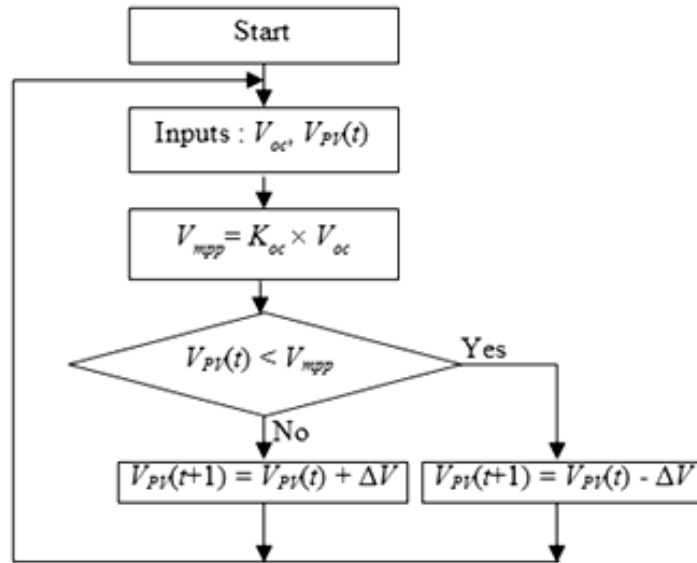 Start
Inputs : V_oc, V_PV(t)
V_mpp = K_oc × V_oc
V_PV(t) < V_mpp
Yes
No
V_PV(t+1) = V_PV(t) + ΔV
V_PV(t+1) = V_PV(t) - ΔV